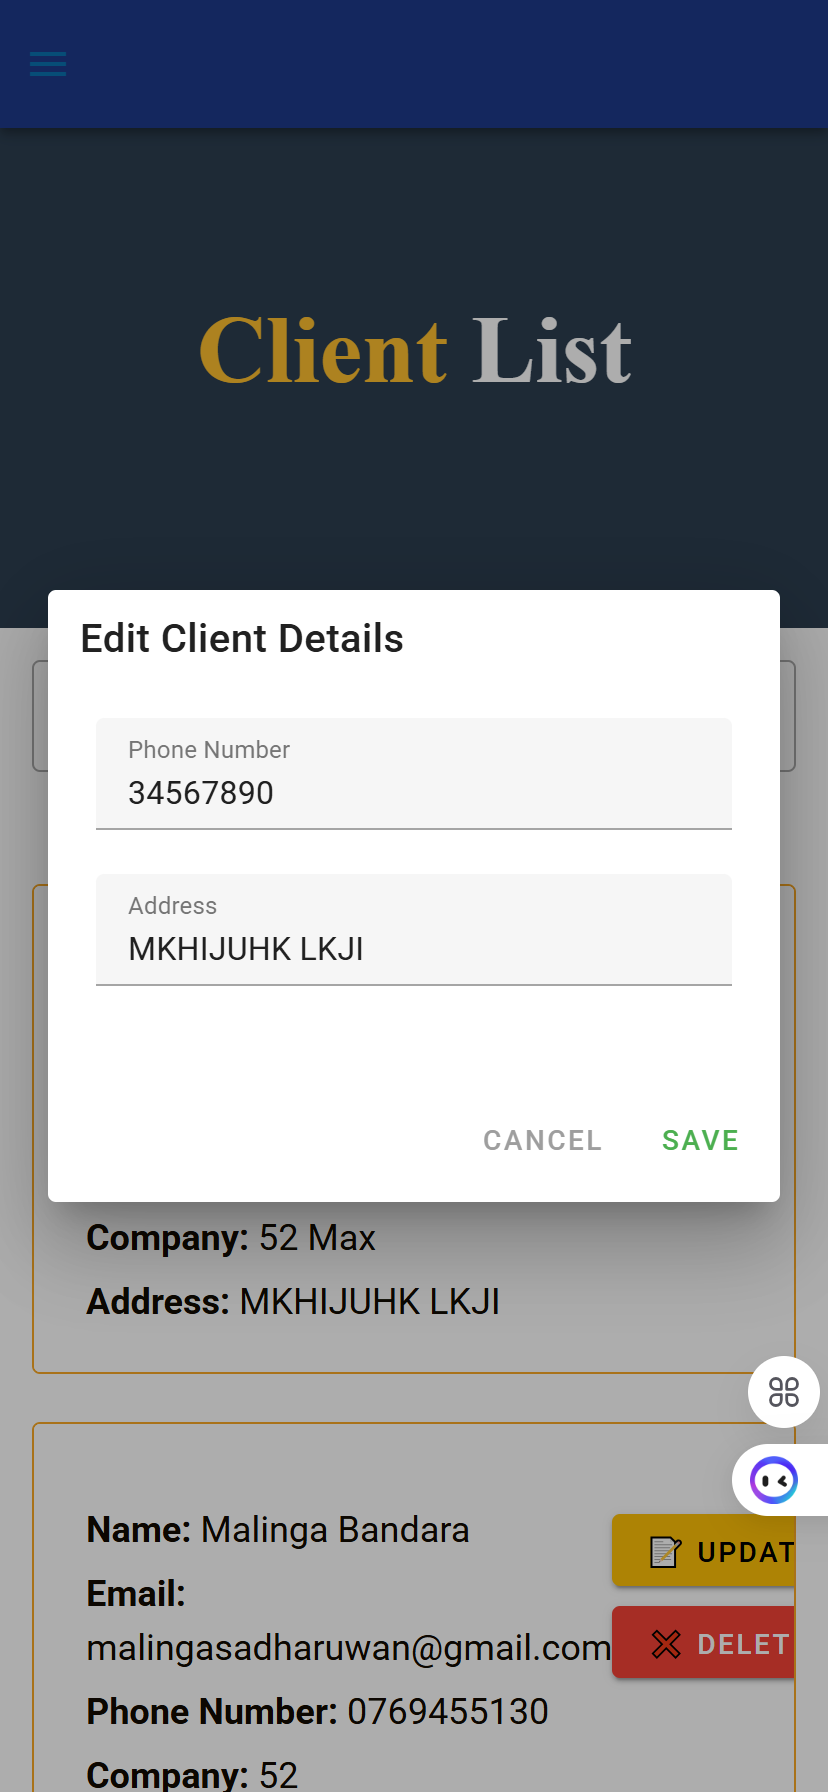 Client List
Edit Client Details
Phone Number
34567890
Address
MKHIJUHK LKJI
CANCEL SAVE
Company: 52 Max
Address: MKHIJUHK LKJI
Name: Malinga Bandara
UPDAT
Email:
malingasadharuwan@gmail.com
DELET
Phone Number: 0769455130
Company: 52